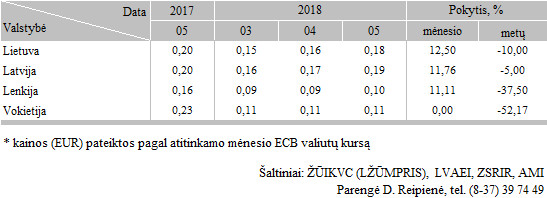 Data 2017 2018 Pokytis, %
Valstybė 05 03 04 05 mėnesio metų
Lietuva 0,20 0,15 0,16 0,18 12,50 -10,00
Latvija 0,20 0,16 0,17 0,19 11,76 -5,00
Lenkija 0,16 0,09 0,09 0,10 11,11 -37,50
Vokietija 0,23 0,11 0,11 0,11 0,00 -52,17
* kainos (EUR) pateiktos pagal atitinkamo mėnesio ECB valiutų kursą
Šaltiniai: ŽŪIKVC (LŽŪMPRIS), LVAEI, ZSRIR, AMI
Parengė D. Reipienė, tel. (8-37) 39 74 49